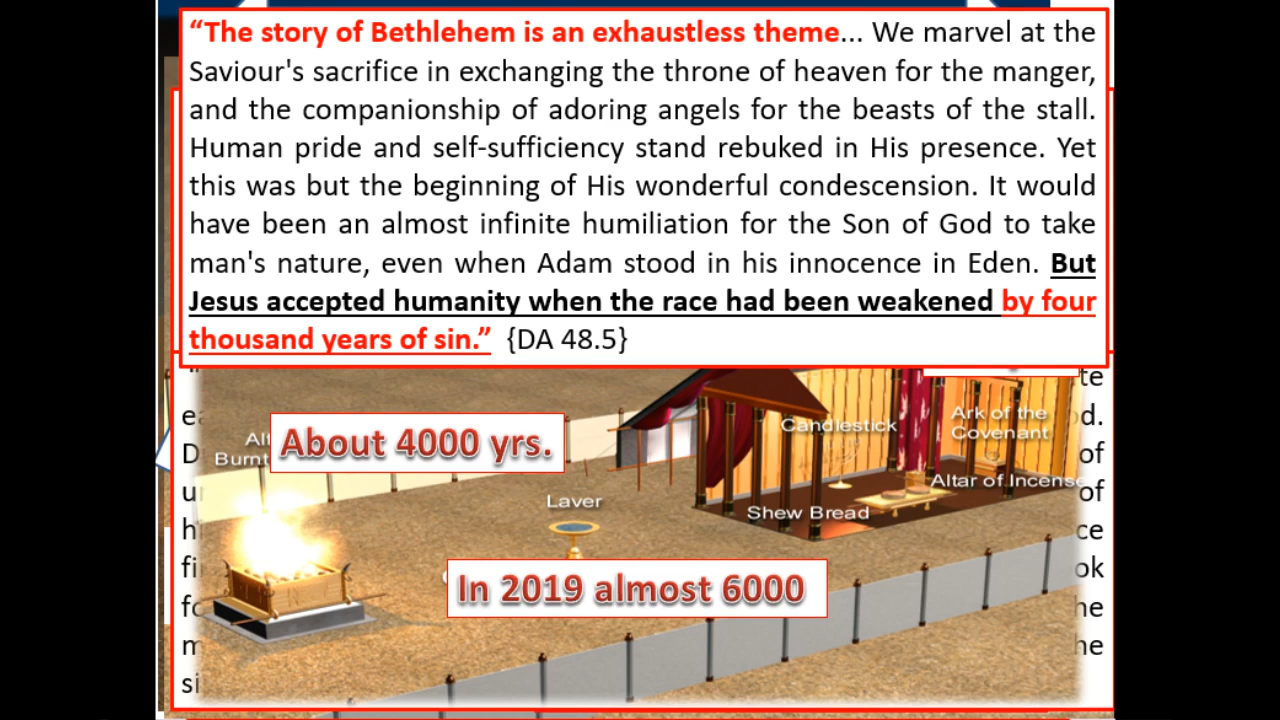 “The story of Bethlehem is an exhaustless theme... We marvel at the
Saviour's sacrifice in exchanging the throne of heaven for the manger,
and the companionship of adoring angels for the beasts of the stall.
Human pride and self-sufficiency stand rebuked in His presence. Yet
this was but the beginning of His wonderful condescension. It would
have been an almost infinite humiliation for the Son of God to take
man's nature, even when Adam stood in his innocence in Eden. But
Jesus accepted humanity when the race had been weakened by four
thousand years of sin.” {DA 48.5}
Candlestick
Ark of the
Covenant
About 4000 yrs.
of
Altar of Incense
of
Laver
Shew Bread
In 2019 almost 6000